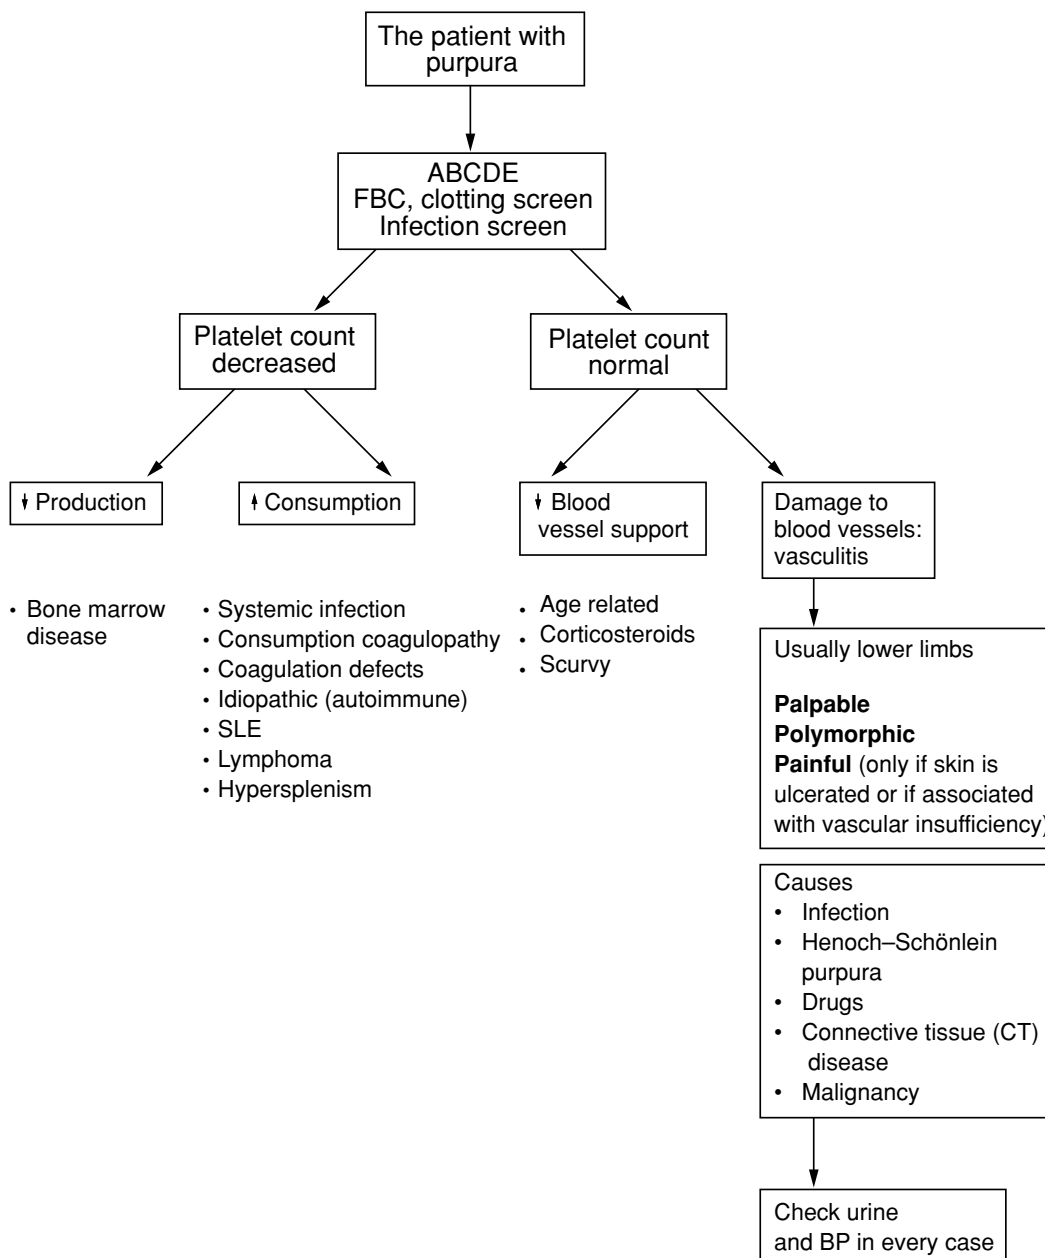 The patient with
purpura
ABCDE
FBC, clotting screen
Infection screen
Platelet count
decreased
Platelet count
normal
↓ Production
↑ Consumption
↓ Blood
vessel support
Damage to
blood vessels:
vasculitis
• Bone marrow
disease
• Systemic infection
• Consumption coagulopathy
• Coagulation defects
• Idiopathic (autoimmune)
• SLE
• Lymphoma
• Hypersplenism
• Age related
• Corticosteroids
• Scurvy
Usually lower limbs
Palpable
Polymorphic
Painful (only if skin is
ulcerated or if associated
with vascular insufficiency)
Causes
• Infection
• Henoch–Schönlein
purpura
• Drugs
• Connective tissue (CT)
disease
• Malignancy
Check urine
and BP in every case